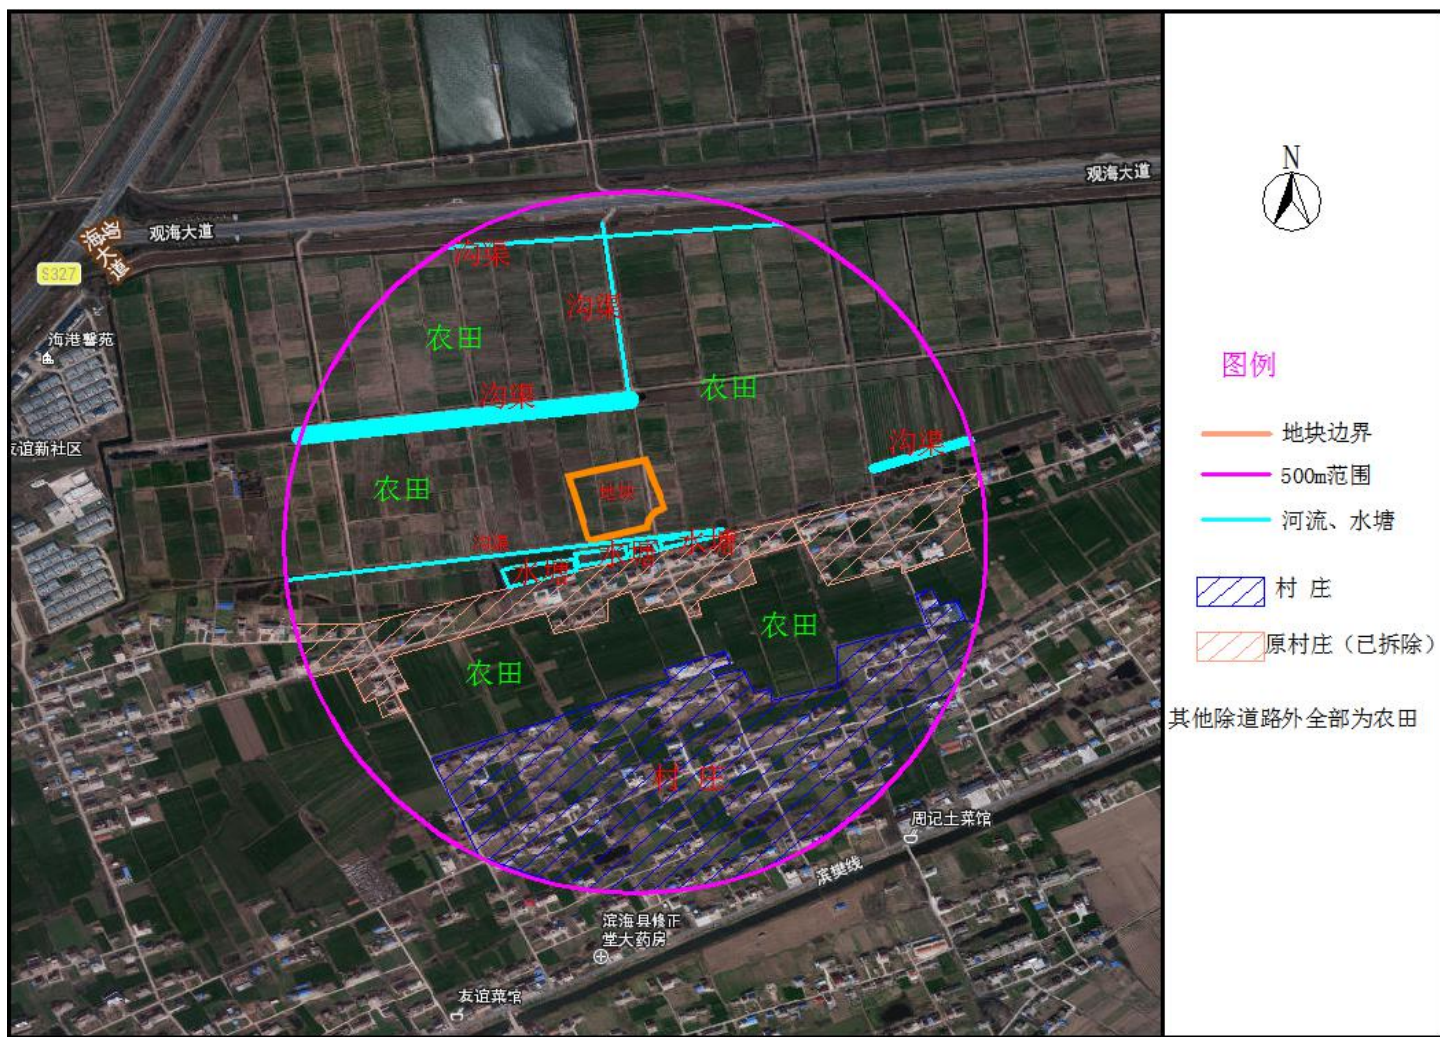 观海大道
观海大道
S327
海港馨苑
友谊新社区
沟渠
沟渠
农田
沟渠
农田
沟渠
农田
地块
沟渠
水塘
水塘
水塘
农田
农田
村 庄
周记土菜馆
滨樊线
滨海县修正
堂大药房
友谊菜馆
N
图例
地块边界
500m范围
河流、水塘
村 庄
原村庄（已拆除）
其他除道路外全部为农田